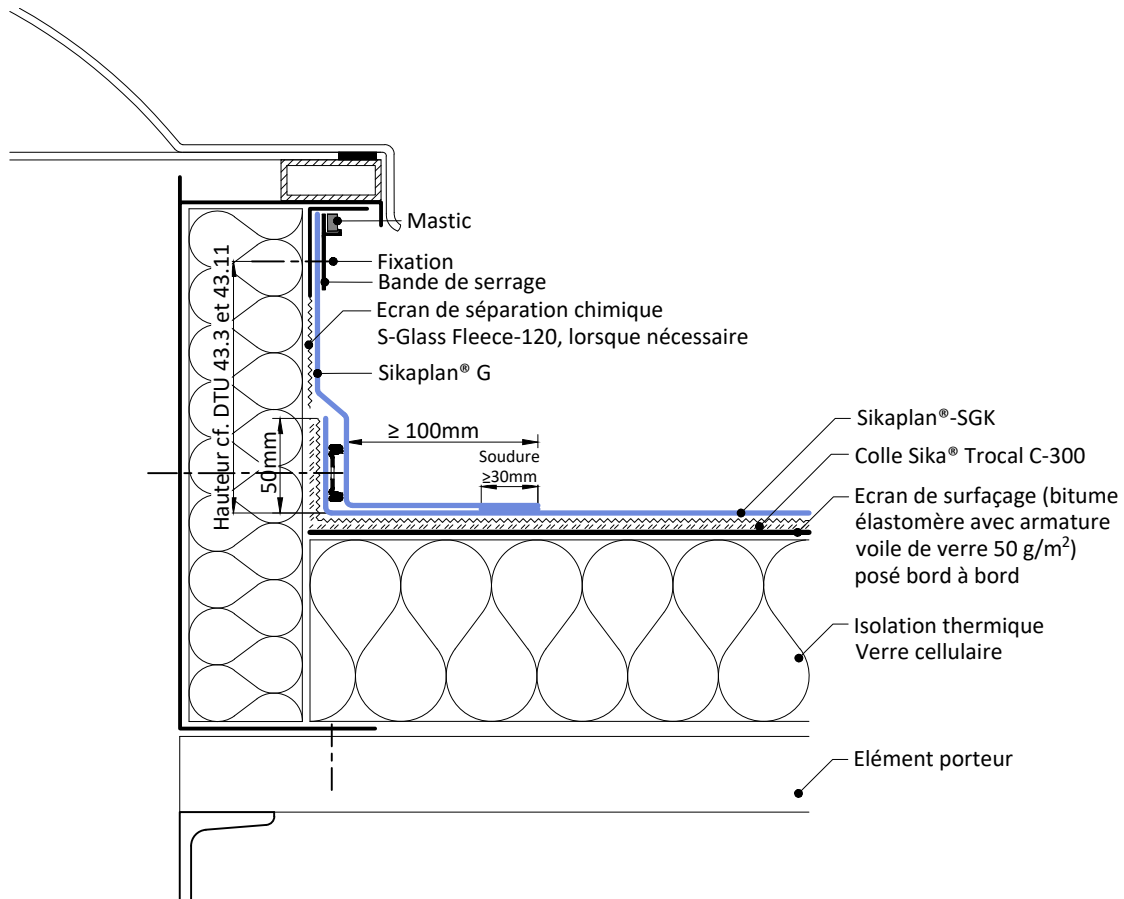 Mastic
Fixation
Bande de serrage
Ecran de séparation chimique
S-Glass Fleece-120, lorsque nécessaire
Sikaplan® G
Hauteur cf. DTU 43.3 et 43.11
50mm
≥ 100mm
Soudure
≥30mm
Sikaplan®-SGK
Colle Sika® Trocal C-300
Ecran de surfaçage (bitume
élastomère avec armature
voile de verre 50 g/m²)
posé bord à bord
Isolation thermique
Verre cellulaire
Elément porteur